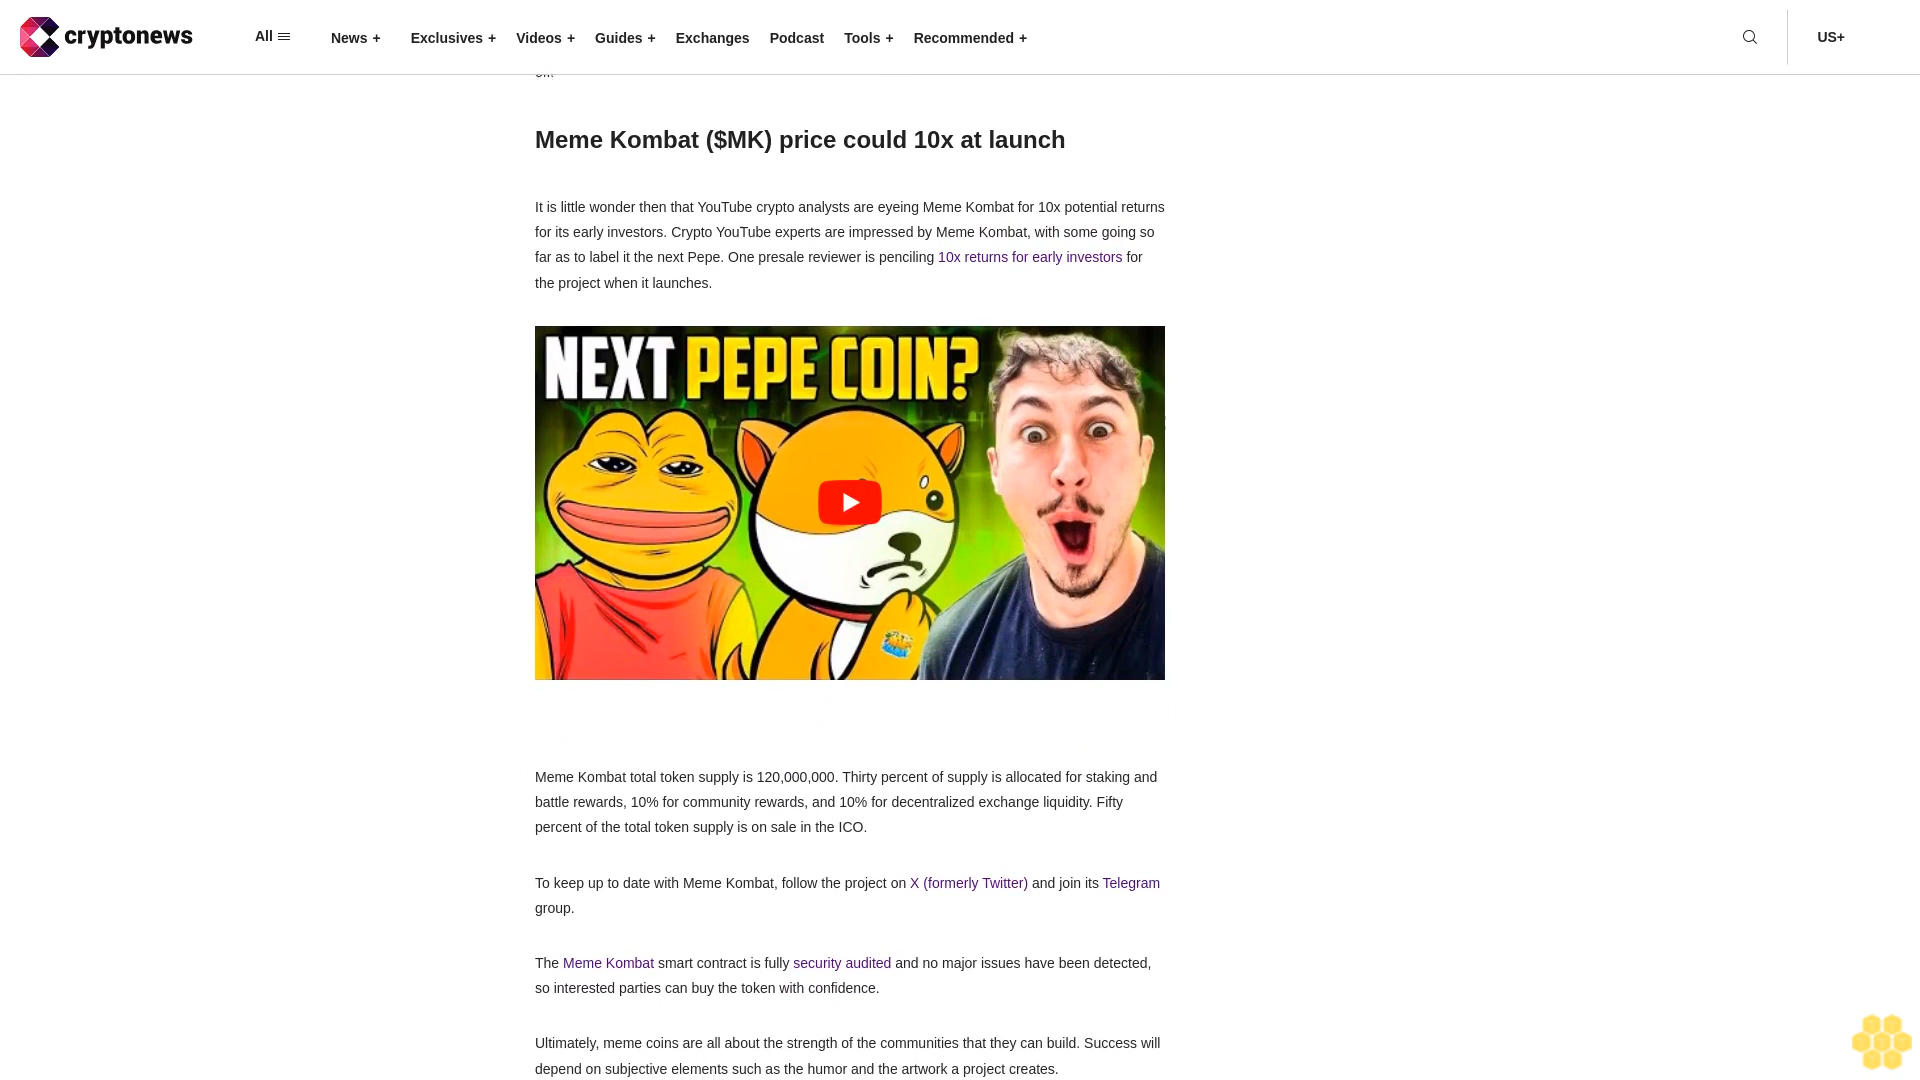 cryptonews
All
News +
Exclusives +
Videos +
Guides +
Exchanges
Podcast
Tools +
Recommended +
US+
Meme Kombat ($MK) price could 10x at launch
It is little wonder then that YouTube crypto analysts are eyeing Meme Kombat for 10x potential returns
for its early investors. Crypto YouTube experts are impressed by Meme Kombat, with some going so
far as to label it the next Pepe. One presale reviewer is penciling 10x returns for early investors for
the project when it launches.
NEXT PEPE COIN?
Meme Kombat total token supply is 120,000,000. Thirty percent of supply is allocated for staking and
battle rewards, 10% for community rewards, and 10% for decentralized exchange liquidity. Fifty
percent of the total token supply is on sale in the ICO.
To keep up to date with Meme Kombat, follow the project on X (formerly Twitter) and join its Telegram
group.
The Meme Kombat smart contract is fully security audited and no major issues have been detected,
so interested parties can buy the token with confidence.
Ultimately, meme coins are all about the strength of the communities that they can build. Success will
depend on subjective elements such as the humor and the artwork a project creates.